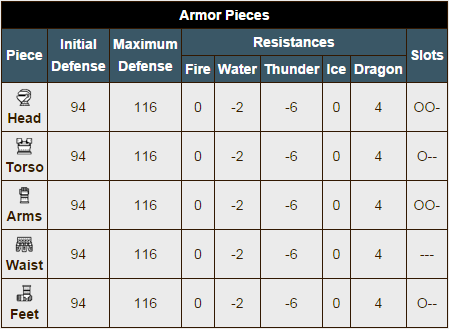 Armor Pieces
Piece Initial Defense Maximum Defense Resistances Slots
Fire Water Thunder Ice Dragon
Head 94 116 0 -2 -6 0 4 OO-
Torso 94 116 0 -2 -6 0 4 O--
Arms 94 116 0 -2 -6 0 4 OO-
Waist 94 116 0 -2 -6 0 4 ---
Feet 94 116 0 -2 -6 0 4 O--